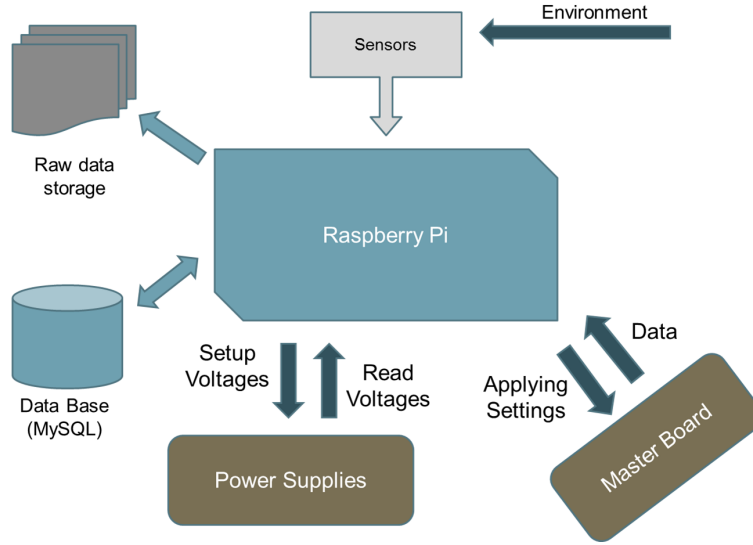 Environment
Sensors
Raw data
storage
Raspberry Pi
Data Base
(MySQL)
Setup
Voltages
Read
Voltages
Data
Applying
Settings
Power Supplies
Master Board